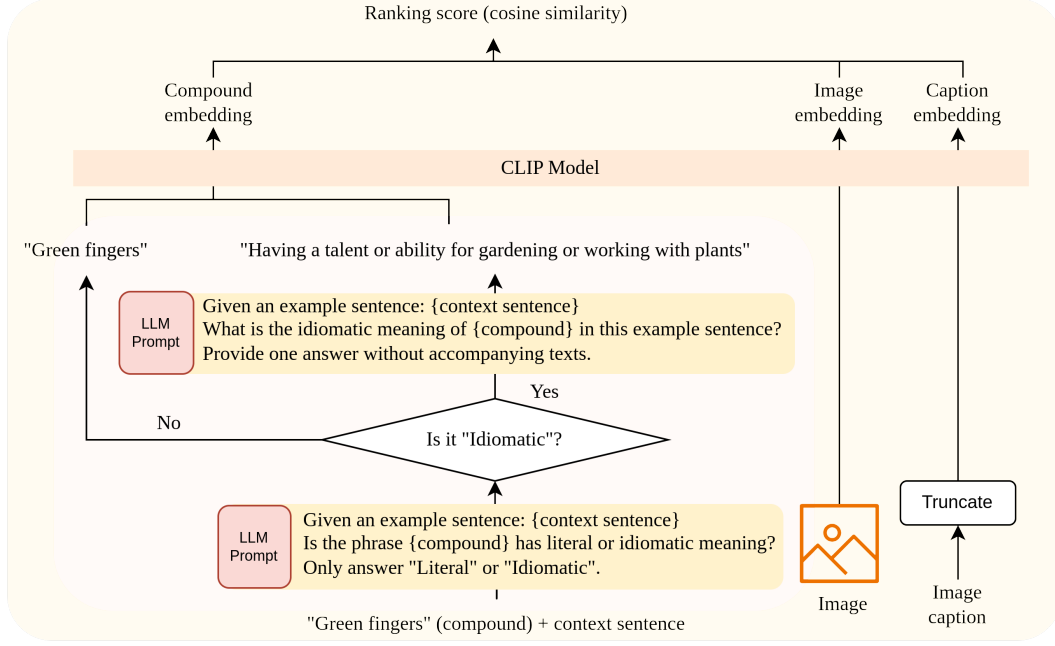 Ranking score (cosine similarity)
Compound
embedding
Image
embedding
Caption
embedding
CLIP Model
"Green fingers"
"Having a talent or ability for gardening or working with plants"
LLM
Prompt
Given an example sentence: {context sentence}
What is the idiomatic meaning of {compound} in this example sentence?
Provide one answer without accompanying texts.
Yes
No
Is it "Idiomatic"?
LLM
Prompt
Given an example sentence: {context sentence}
Is the phrase {compound} has literal or idiomatic meaning?
Only answer "Literal" or "Idiomatic".
Truncate
Image
Image
caption
"Green fingers" (compound) + context sentence